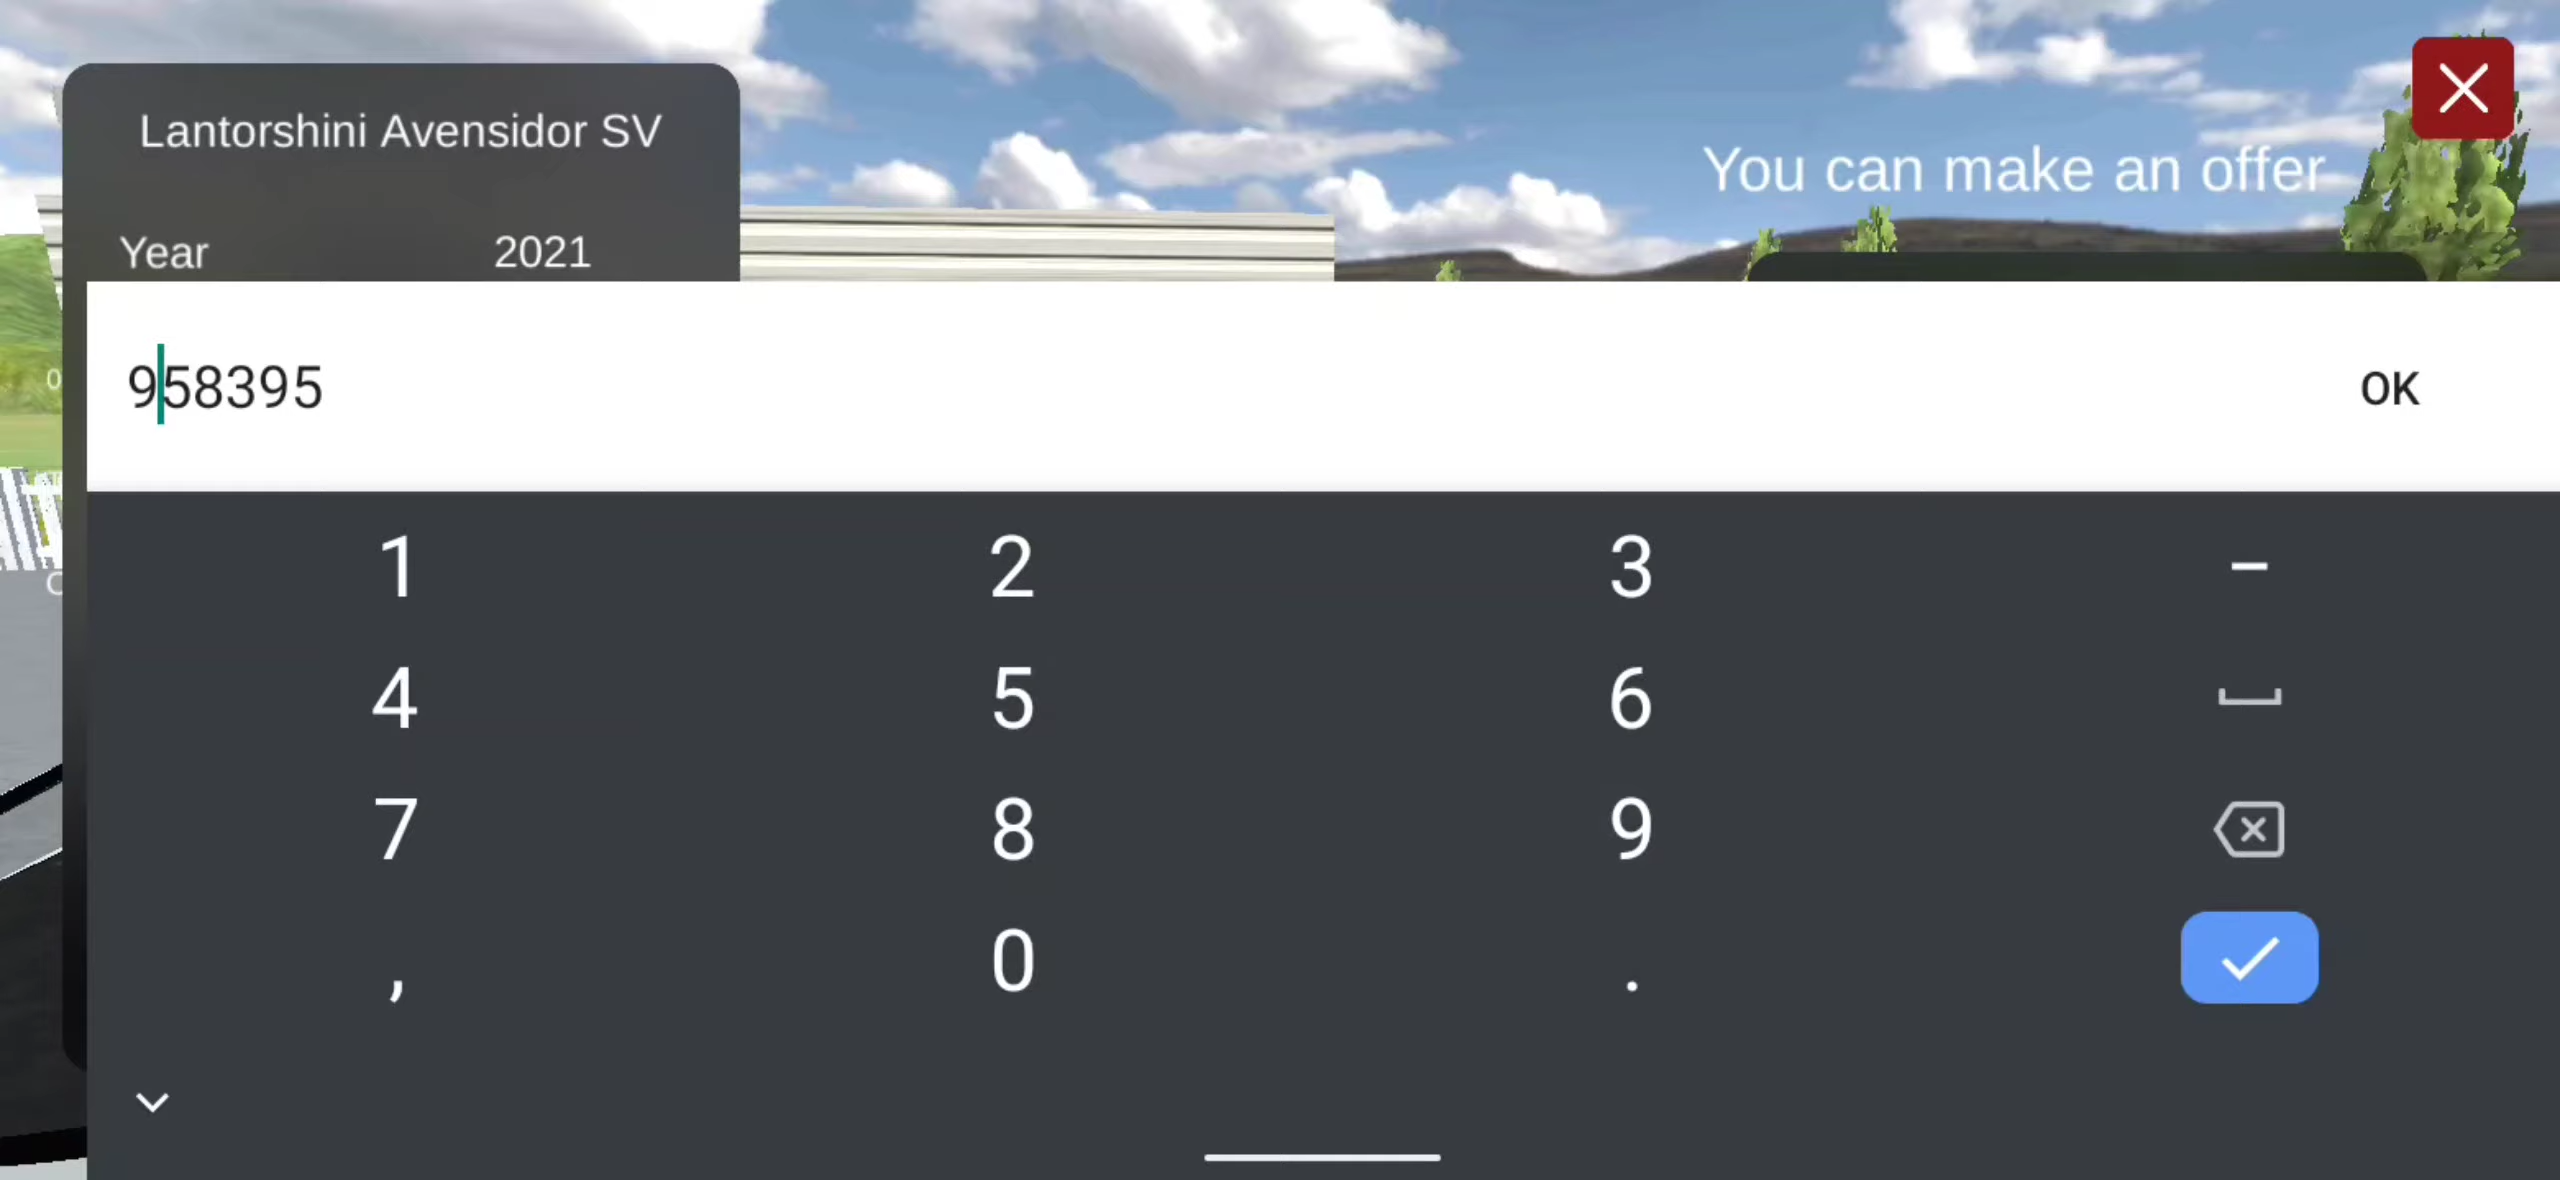 Lantorshini Avensidor SV
You can make an offer
Year 2021
958395 OK
1 2 3 -
4 5 6
7 8 9
, 0 .